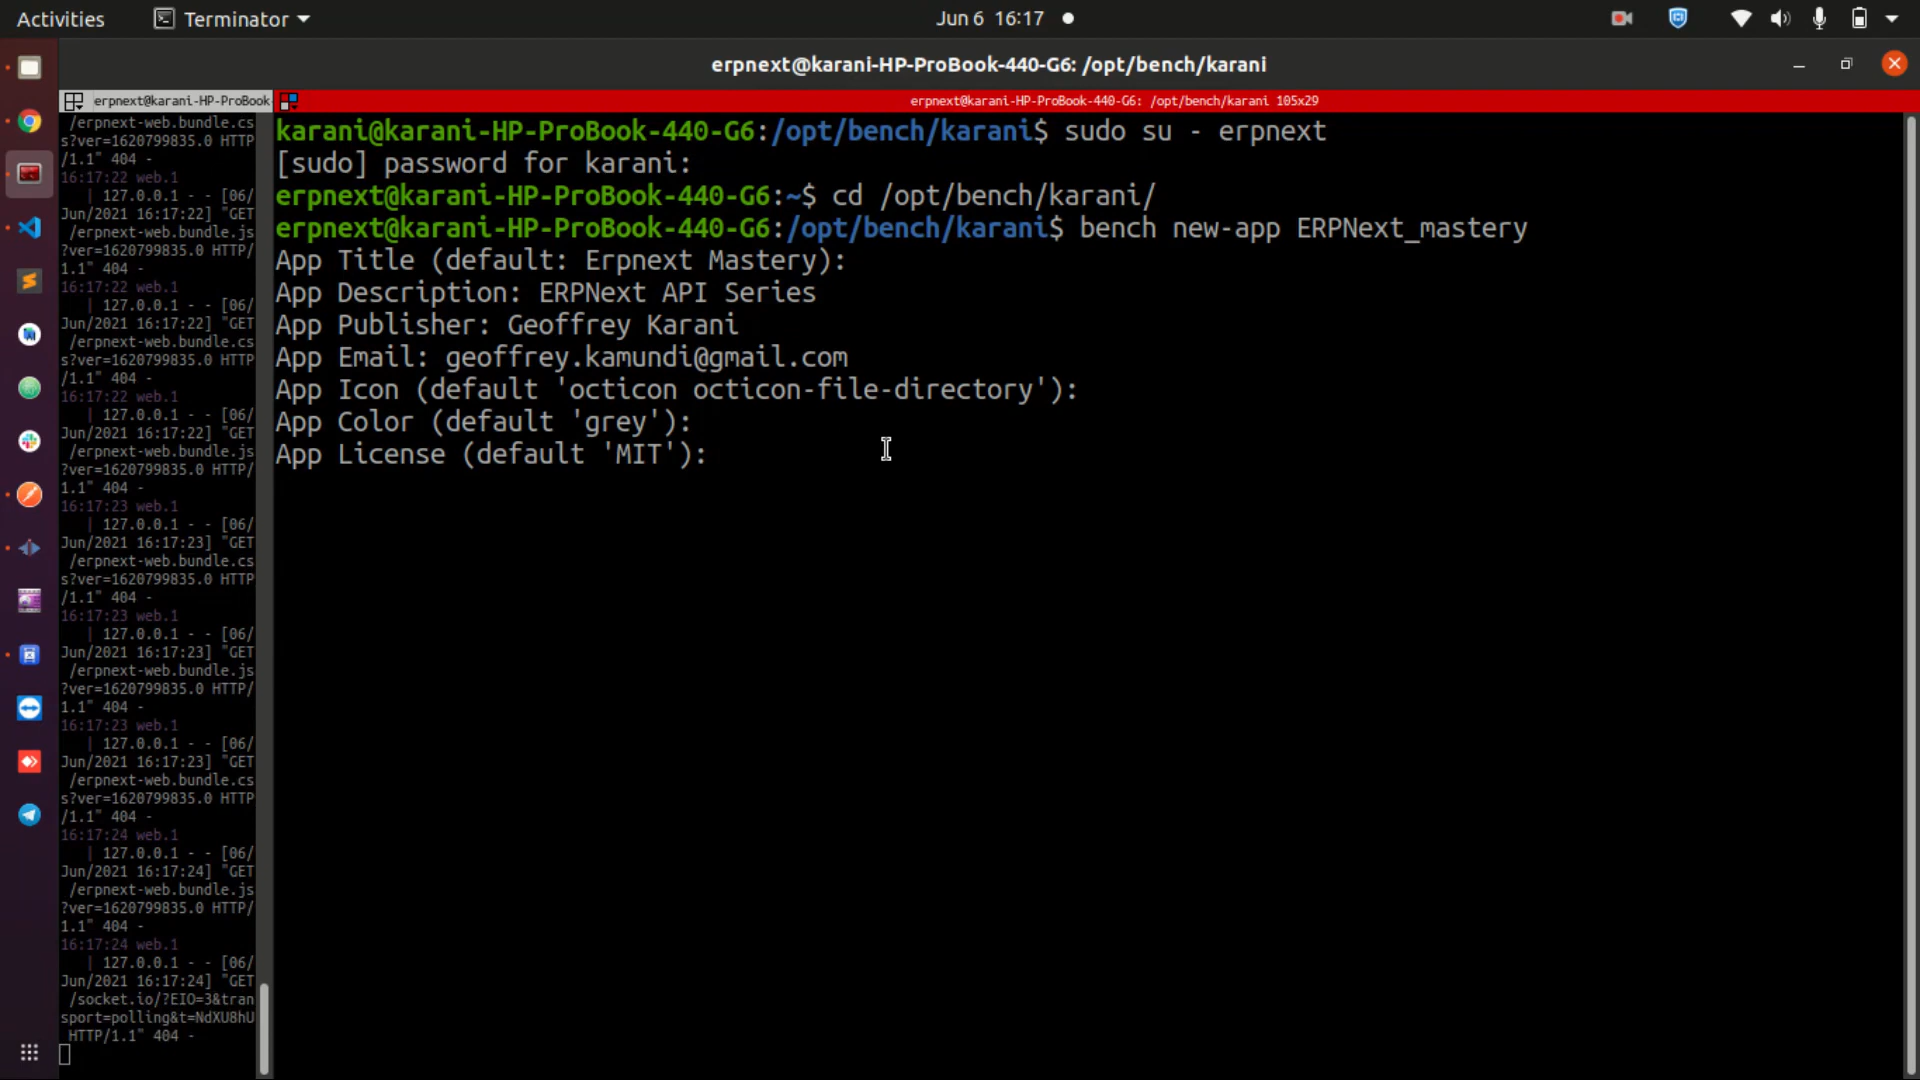 Activities
Terminator
Jun 6 16:17
erpnext@karani-HP-ProBook-440-G6: /opt/bench/karani
erpnext@karani-HP-ProBook
/erpnext-web.bundle.cs
s?ver=1620799835.0 HTTP
/1.1" 404 -
16:17:22 web.1
| 127.0.0.1 - - [06/
Jun/2021 16:17:22] "GET
/erpnext-web.bundle.js
?ver=1620799835.0 HTTP/
1.1" 404 -
16:17:22 web.1
| 127.0.0.1 - - [06/
Jun/2021 16:17:22] "GET
/erpnext-web.bundle.cs
s?ver=1620799835.0 HTTP
/1.1" 404 -
16:17:22 web.1
| 127.0.0.1 - - [06/
Jun/2021 16:17:22] "GET
/erpnext-web.bundle.js
?ver=1620799835.0 HTTP/
1.1" 404 -
16:17:23 web.1
| 127.0.0.1 - - [06/
Jun/2021 16:17:23] "GET
/erpnext-web.bundle.cs
s?ver=1620799835.0 HTTP
/1.1" 404 -
16:17:23 web.1
| 127.0.0.1 - - [06/
Jun/2021 16:17:23] "GET
/erpnext-web.bundle.js
?ver=1620799835.0 HTTP/
1.1" 404 -
16:17:23 web.1
| 127.0.0.1 - - [06/
Jun/2021 16:17:23] "GET
/erpnext-web.bundle.cs
s?ver=1620799835.0 HTTP
/1.1" 404 -
16:17:24 web.1
| 127.0.0.1 - - [06/
Jun/2021 16:17:24] "GET
/erpnext-web.bundle.js
?ver=1620799835.0 HTTP/
1.1" 404 -
16:17:24 web.1
| 127.0.0.1 - - [06/
Jun/2021 16:17:24] "GET
/socket.io/?EIO=3&tran
sport=polling&t=NdXU8hU
HTTP/1.1" 404 -
erpnext@karani-HP-ProBook-440-G6: /opt/bench/karani 105x29
karani@karani-HP-ProBook-440-G6:/opt/bench/karani$ sudo su - erpnext
[sudo] password for karani:
erpnext@karani-HP-ProBook-440-G6:~$ cd /opt/bench/karani/
erpnext@karani-HP-ProBook-440-G6:/opt/bench/karani$ bench new-app ERPNext_mastery
App Title (default: Erpnext Mastery):
App Description: ERPNext API Series
App Publisher: Geoffrey Karani
App Email: geoffrey.kamundi@gmail.com
App Icon (default 'octicon octicon-file-directory'):
App Color (default 'grey'):
App License (default 'MIT'):